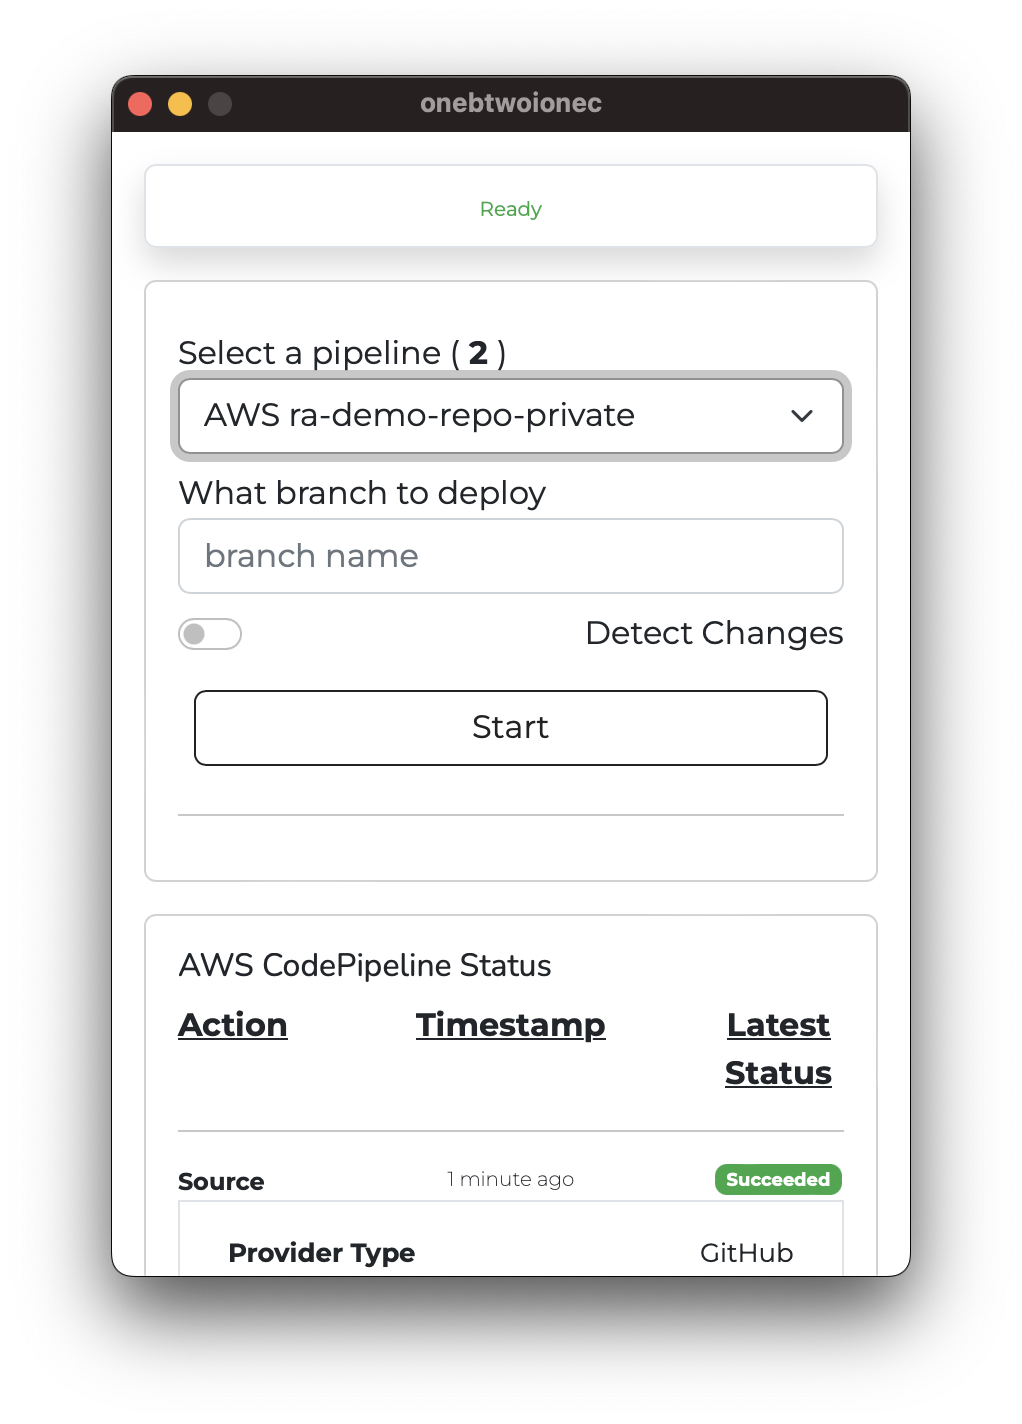 onebtwoionec
Ready
Select a pipeline ( 2 )
AWS ra-demo-repo-private
What branch to deploy
branch name
Detect Changes
Start
AWS CodePipeline Status
Action Timestamp Latest
Status
Source 1 minute ago Succeeded
Provider Type GitHub